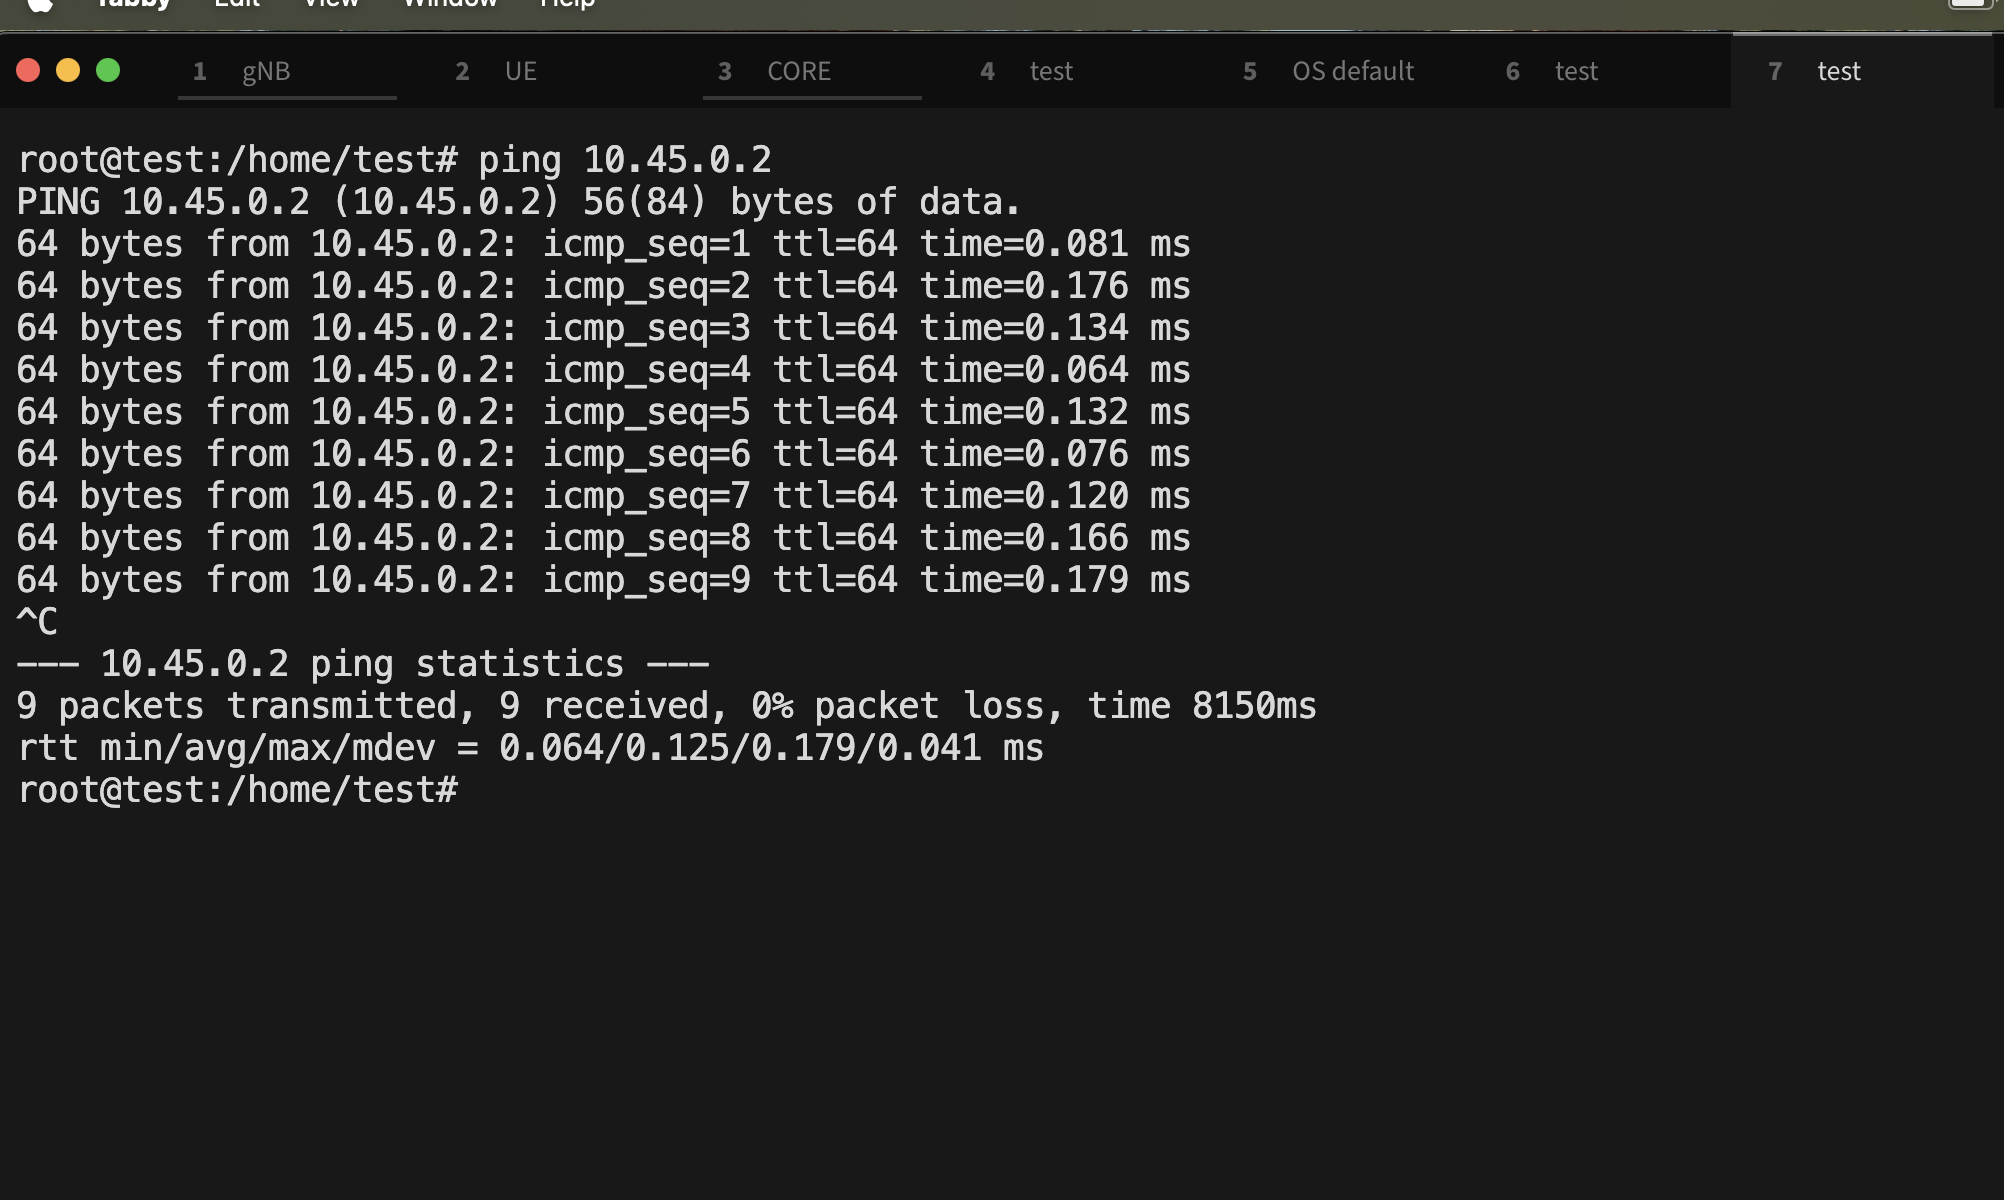 Tabby Edit View Window Help
1 gNB 2 UE 3 CORE 4 test 5 OS default 6 test 7 test
root@test:/home/test# ping 10.45.0.2
PING 10.45.0.2 (10.45.0.2) 56(84) bytes of data.
64 bytes from 10.45.0.2: icmp_seq=1 ttl=64 time=0.081 ms
64 bytes from 10.45.0.2: icmp_seq=2 ttl=64 time=0.176 ms
64 bytes from 10.45.0.2: icmp_seq=3 ttl=64 time=0.134 ms
64 bytes from 10.45.0.2: icmp_seq=4 ttl=64 time=0.064 ms
64 bytes from 10.45.0.2: icmp_seq=5 ttl=64 time=0.132 ms
64 bytes from 10.45.0.2: icmp_seq=6 ttl=64 time=0.076 ms
64 bytes from 10.45.0.2: icmp_seq=7 ttl=64 time=0.120 ms
64 bytes from 10.45.0.2: icmp_seq=8 ttl=64 time=0.166 ms
64 bytes from 10.45.0.2: icmp_seq=9 ttl=64 time=0.179 ms
^C
--- 10.45.0.2 ping statistics ---
9 packets transmitted, 9 received, 0% packet loss, time 8150ms
rtt min/avg/max/mdev = 0.064/0.125/0.179/0.041 ms
root@test:/home/test#